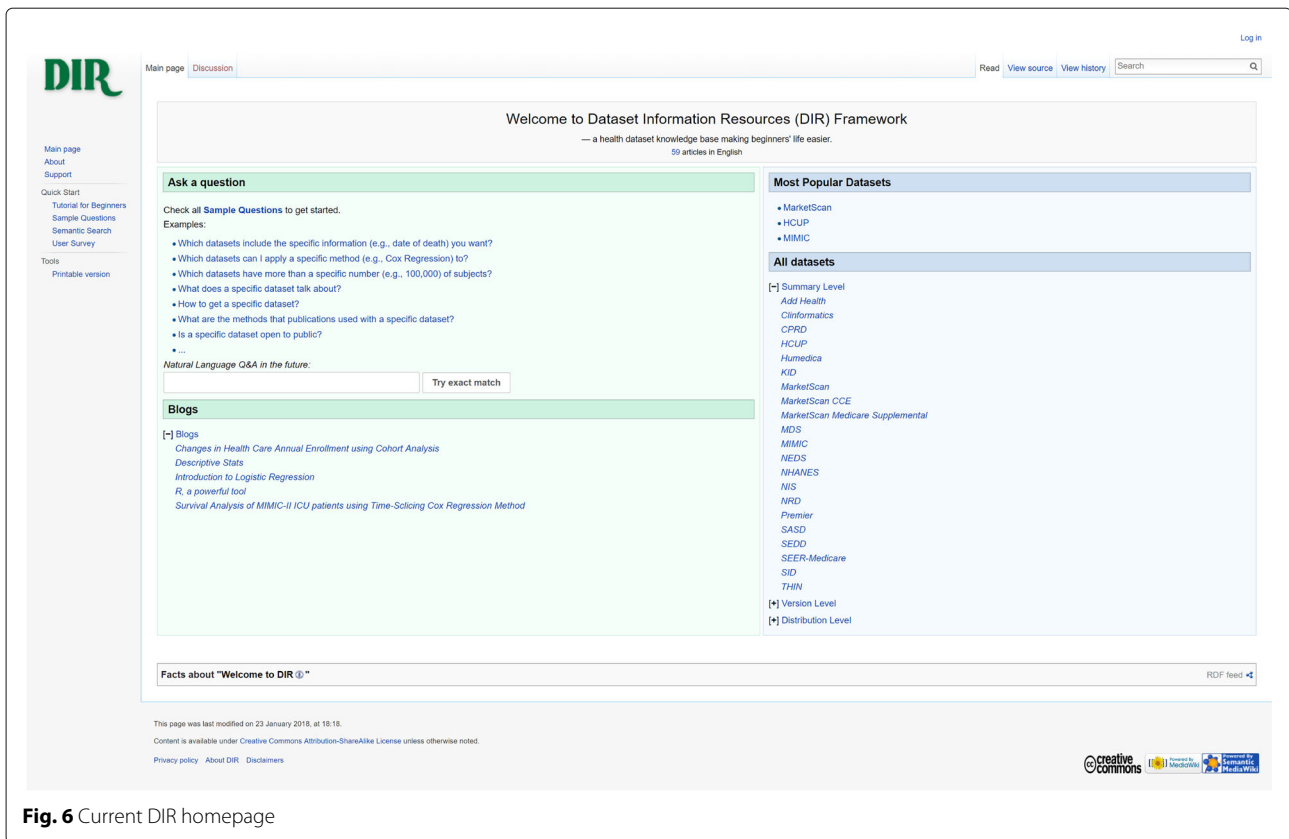 Log in
DIR
Main page Discussion
Read View source View history Search
Main page
About
Support
Quick Start
Tutorial for Beginners
Sample Questions
Semantic Search
User Survey
Tools
Printable version
Welcome to Dataset Information Resources (DIR) Framework
— a health dataset knowledge base making beginners' life easier.
59 articles in English
Ask a question
Check all Sample Questions to get started.
Examples:
• Which datasets include the specific information (e.g., date of death) you want?
• Which datasets can I apply a specific method (e.g., Cox Regression) to?
• Which datasets have more than a specific number (e.g., 100,000) of subjects?
• What does a specific dataset talk about?
• How to get a specific dataset?
• What are the methods that publications used with a specific dataset?
• Is a specific dataset open to public?
• ...
Natural Language Q&A in the future:
Try exact match
Blogs
[−] Blogs
Changes in Health Care Annual Enrollment using Cohort Analysis
Descriptive Stats
Introduction to Logistic Regression
R, a powerful tool
Survival Analysis of MIMIC-II ICU patients using Time-Sclicing Cox Regression Method
Most Popular Datasets
• MarketScan
• HCUP
• MIMIC
All datasets
[−] Summary Level
Add Health
Clinformatics
CPRD
HCUP
Humedica
KID
MarketScan
MarketScan CCE
MarketScan Medicare Supplemental
MDS
MIMIC
NEDS
NHANES
NIS
NRD
Premier
SASD
SEDD
SEER-Medicare
SID
THIN
[+] Version Level
[+] Distribution Level
Facts about "Welcome to DIR "
RDF feed
This page was last modified on 23 January 2018, at 18:18.
Content is available under Creative Commons Attribution-ShareAlike License unless otherwise noted.
Privacy policy About DIR Disclaimers
cc creative commons
Powered By MediaWiki
Powered By Semantic MediaWiki
Fig. 6 Current DIR homepage